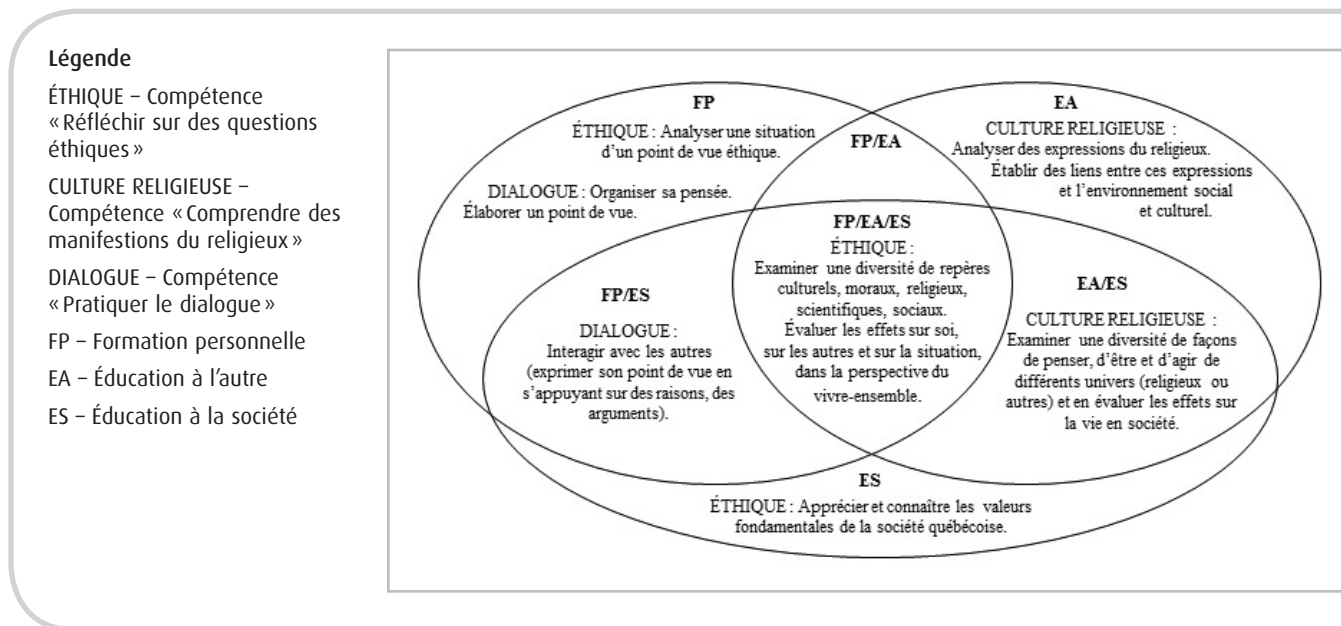 Légende
ÉTHIQUE – Compétence
« Réfléchir sur des questions
éthiques »
CULTURE RELIGIEUSE –
Compétence « Comprendre des
manifestions du religieux »
DIALOGUE – Compétence
« Pratiquer le dialogue »
FP – Formation personnelle
EA – Éducation à l'autre
ES – Éducation à la société
FP
ÉTHIQUE : Analyser une situation
d'un point de vue éthique.
DIALOGUE : Organiser sa pensée.
Élaborer un point de vue.
FP/EA
EA
CULTURE RELIGIEUSE :
Analyser des expressions du religieux.
Établir des liens entre ces expressions
et l'environnement social
et culturel.
FP/EA/ES
ÉTHIQUE :
Examiner une diversité de repères
culturels, moraux, religieux,
scientifiques, sociaux.
Évaluer les effets sur soi,
sur les autres et sur la situation,
dans la perspective du
vivre-ensemble.
FP/ES
DIALOGUE :
Interagir avec les autres
(exprimer son point de vue en
s'appuyant sur des raisons, des
arguments).
EA/ES
CULTURE RELIGIEUSE :
Examiner une diversité de façons
de penser, d'être et d'agir de
différents univers (religieux ou
autres) et en évaluer les effets sur
la vie en société.
ES
ÉTHIQUE : Apprécier et connaître les valeurs
fondamentales de la société québécoise.